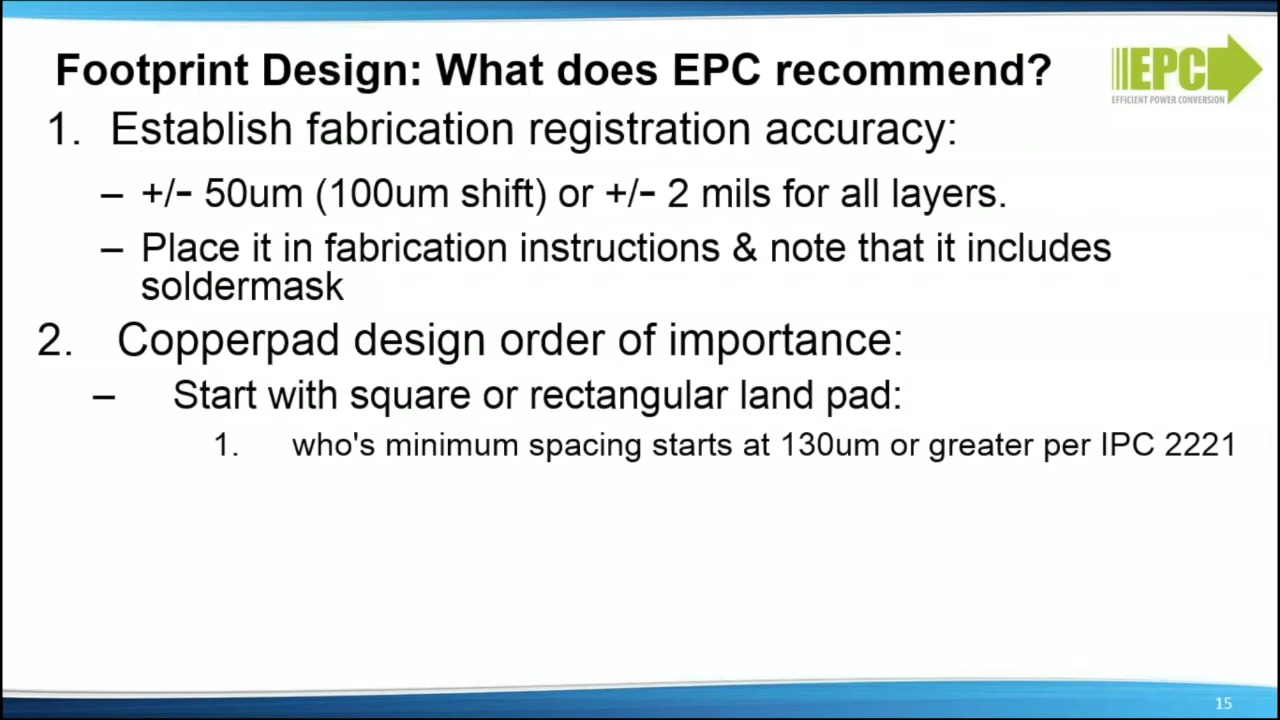 Footprint Design: What does EPC recommend?
EPC
EFFICIENT POWER CONVERSION
1. Establish fabrication registration accuracy:
– +/− 50um (100um shift) or +/− 2 mils for all layers.
– Place it in fabrication instructions & note that it includes
soldermask
2. Copperpad design order of importance:
– Start with square or rectangular land pad:
1. who's minimum spacing starts at 130um or greater per IPC 2221
15